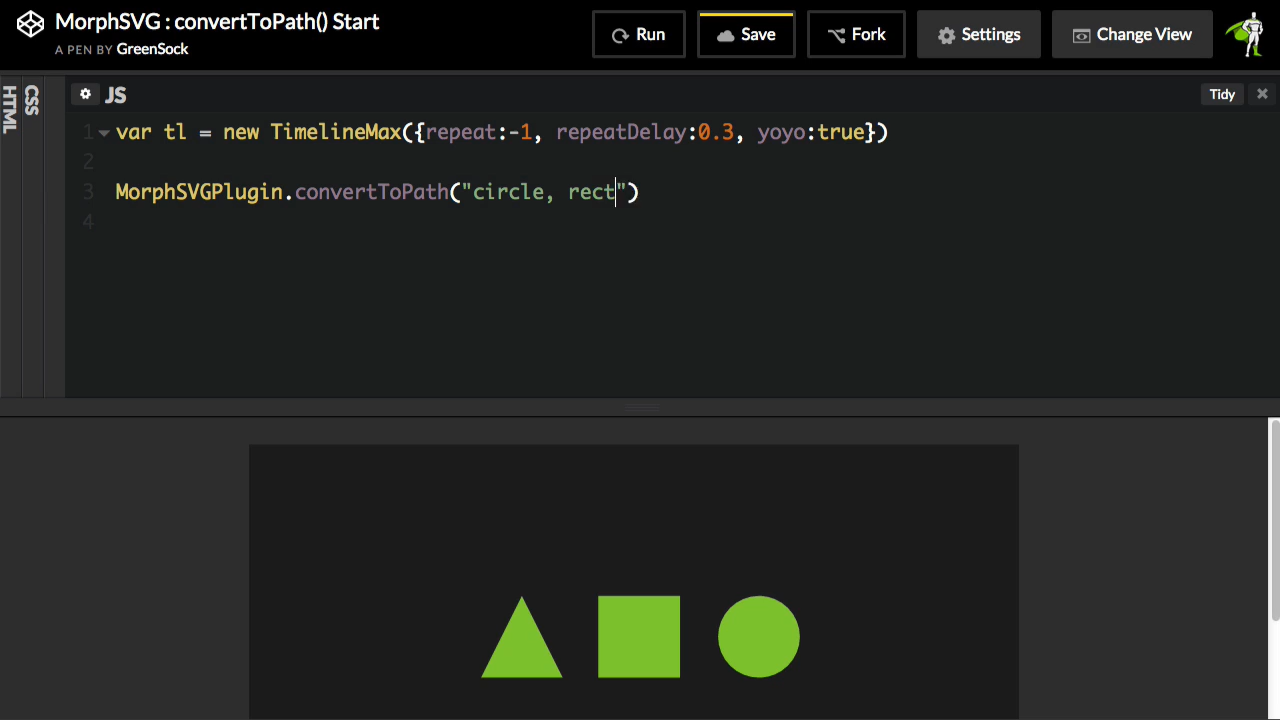 MorphSVG : convertToPath() Start
A PEN BY GreenSock
Run
Save
Fork
Settings
Change View
HTML
CSS
JS
Tidy
1 var tl = new TimelineMax({repeat:-1, repeatDelay:0.3, yoyo:true})
2
3 MorphSVGPlugin.convertToPath("circle, rect")
4